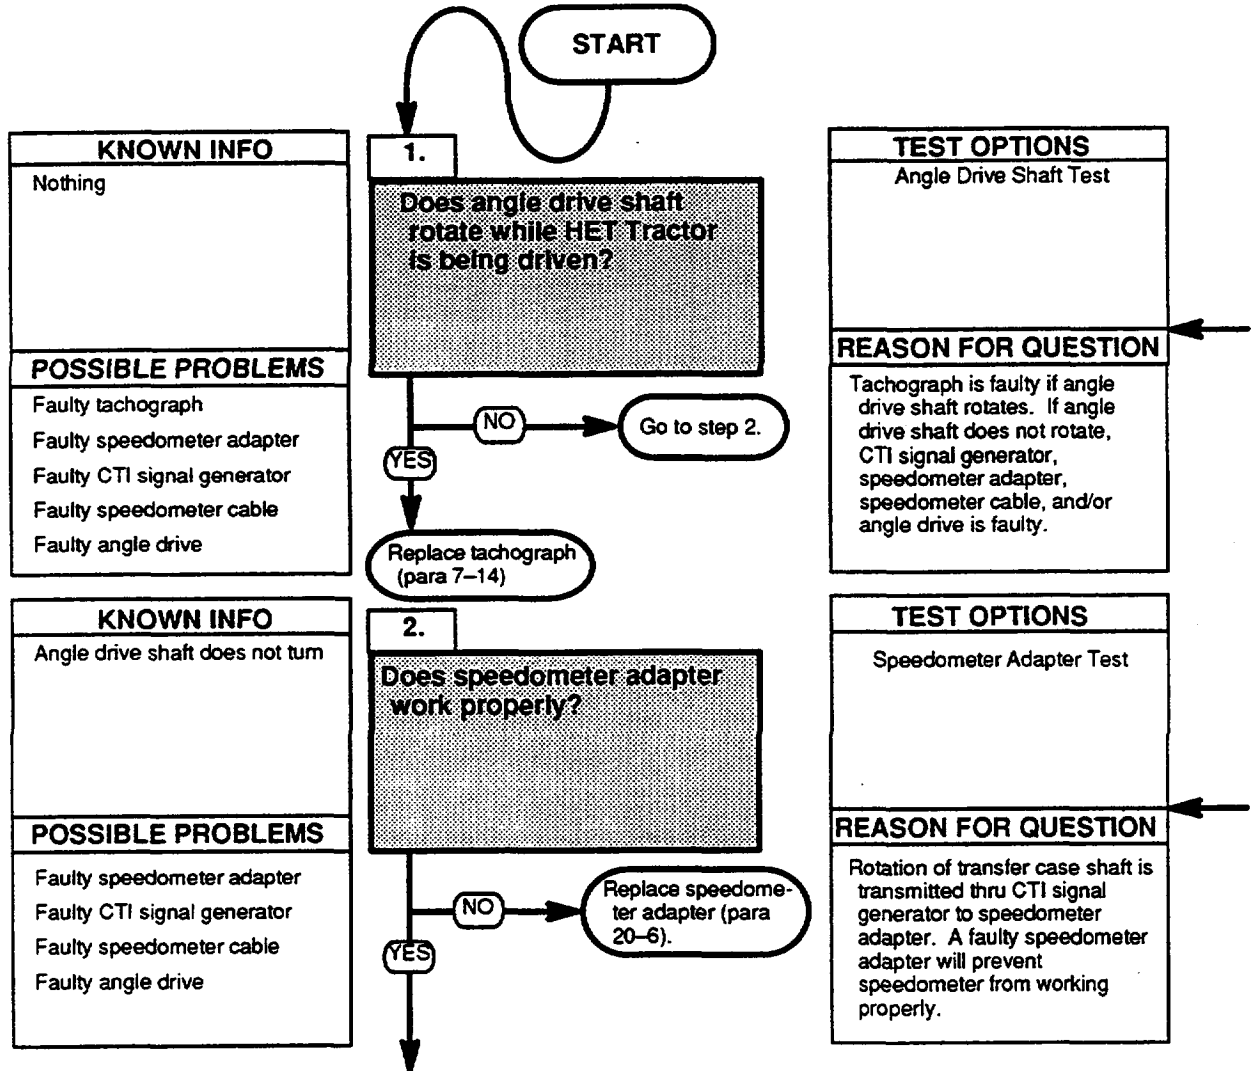 START
KNOWN INFO
Nothing
POSSIBLE PROBLEMS
Faulty tachograph
Faulty speedometer adapter
Faulty CTI signal generator
Faulty speedometer cable
Faulty angle drive
1.
Does angle drive shaft
rotate while HET Tractor
is being driven?
NO
Go to step 2.
YES
Replace tachograph
(para 7–14)
TEST OPTIONS
Angle Drive Shaft Test
REASON FOR QUESTION
Tachograph is faulty if angle
drive shaft rotates. If angle
drive shaft does not rotate,
CTI signal generator,
speedometer adapter,
speedometer cable, and/or
angle drive is faulty.
KNOWN INFO
Angle drive shaft does not turn
POSSIBLE PROBLEMS
Faulty speedometer adapter
Faulty CTI signal generator
Faulty speedometer cable
Faulty angle drive
2.
Does speedometer adapter
work properly?
NO
Replace speedome-
ter adapter (para
20–6).
YES
TEST OPTIONS
Speedometer Adapter Test
REASON FOR QUESTION
Rotation of transfer case shaft is
transmitted thru CTI signal
generator to speedometer
adapter. A faulty speedometer
adapter will prevent
speedometer from working
properly.